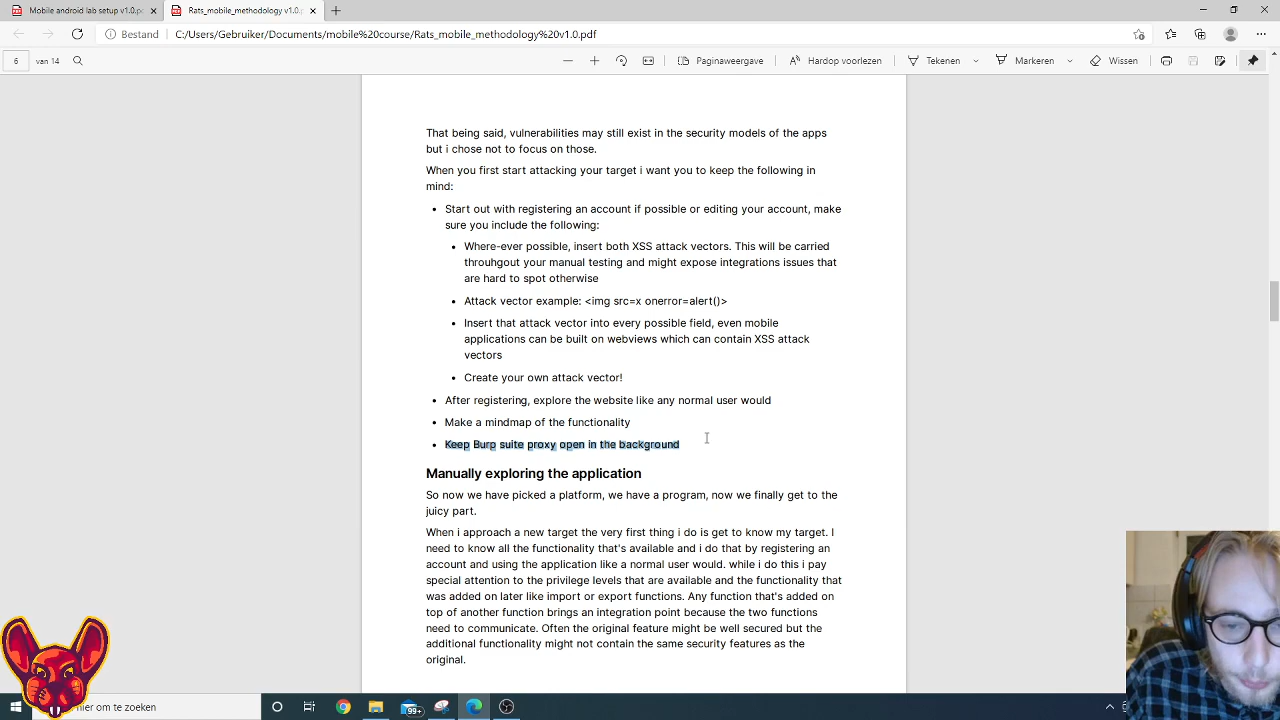 Mobile android lab setup v1.0.pc
Rats_mobile_methodology v1.0.p
Bestand
C:/Users/Gebruiker/Documents/mobile%20course/Rats_mobile_methodology%20v1.0.pdf
6 van 14
Paginaweergave
Hardop voorlezen
Tekenen
Markeren
Wissen
That being said, vulnerabilities may still exist in the security models of the apps
but i chose not to focus on those.
When you first start attacking your target i want you to keep the following in
mind:
• Start out with registering an account if possible or editing your account, make
sure you include the following:
• Where-ever possible, insert both XSS attack vectors. This will be carried
throuhgout your manual testing and might expose integrations issues that
are hard to spot otherwise
• Attack vector example: <img src=x onerror=alert()>
• Insert that attack vector into every possible field, even mobile
applications can be built on webviews which can contain XSS attack
vectors
• Create your own attack vector!
• After registering, explore the website like any normal user would
• Make a mindmap of the functionality
• Keep Burp suite proxy open in the background
Manually exploring the application
So now we have picked a platform, we have a program, now we finally get to the
juicy part.
When i approach a new target the very first thing i do is get to know my target. I
need to know all the functionality that's available and i do that by registering an
account and using the application like a normal user would. while i do this i pay
special attention to the privilege levels that are available and the functionality that
was added on later like import or export functions. Any function that's added on
top of another function brings an integration point because the two functions
need to communicate. Often the original feature might be well secured but the
additional functionality might not contain the same security features as the
original.
hier om te zoeken
99+